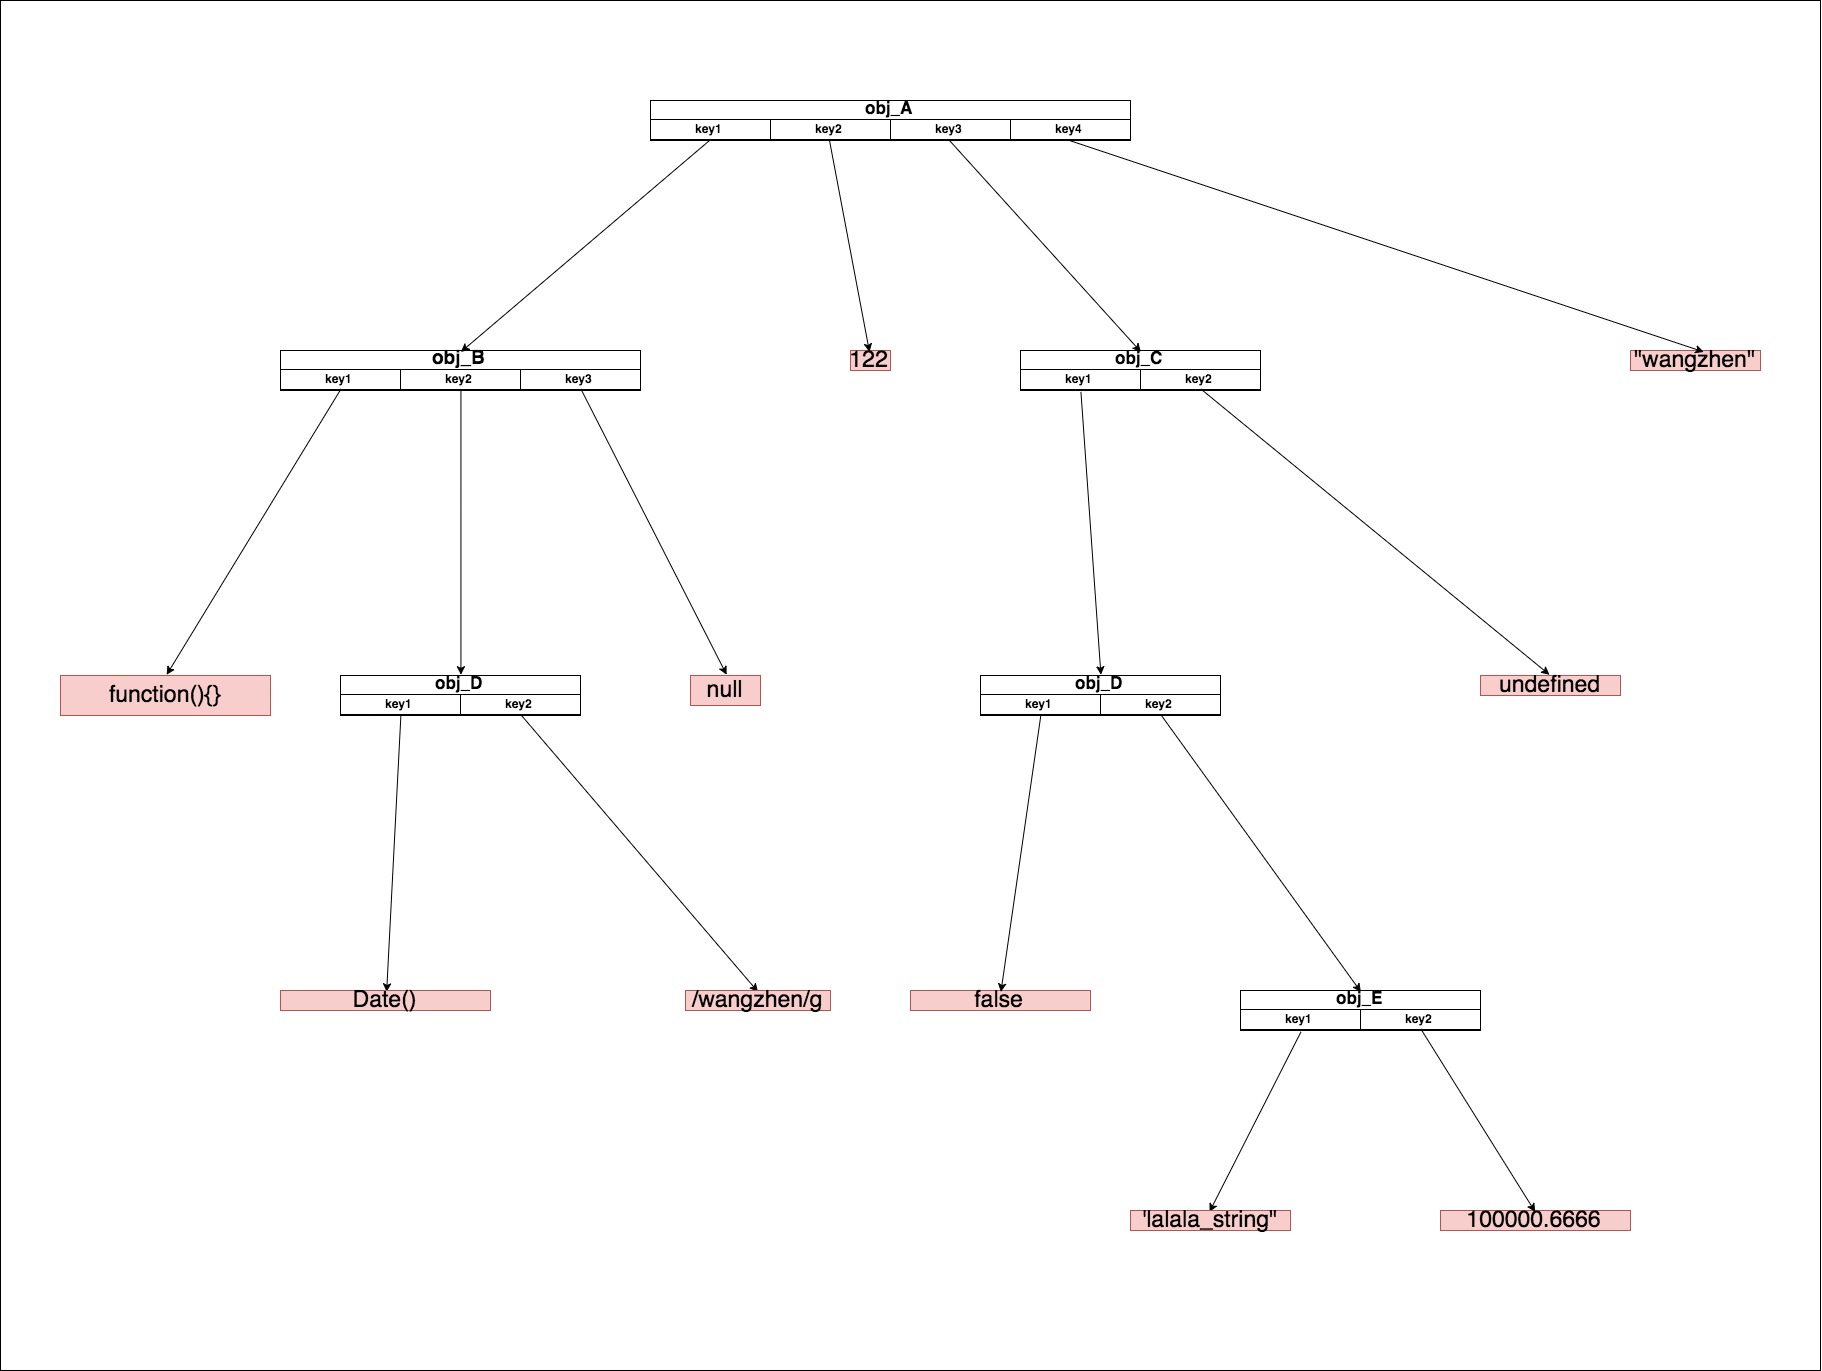 obj_A
key1 key2 key3 key4
obj_B
key1 key2 key3
122
obj_C
key1 key2
"wangzhen"
function(){}
obj_D
key1 key2
null
obj_D
key1 key2
undefined
Date()
/wangzhen/g
false
obj_E
key1 key2
'lalala_string"
100000.6666